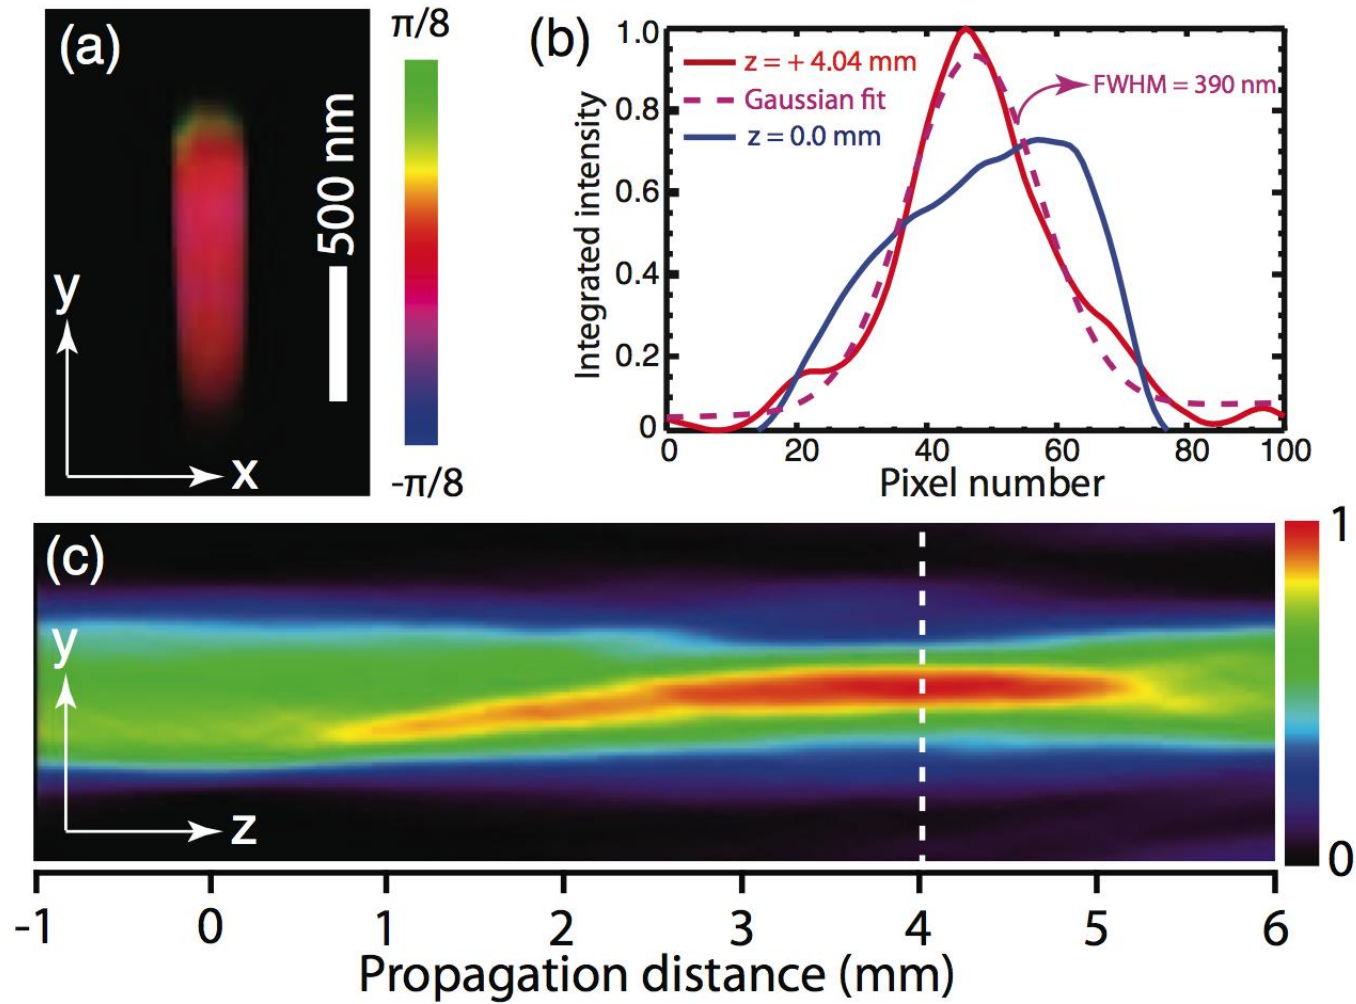 (a)
y
x
500 nm
π/8
-π/8
(b)
Integrated intensity
1.0
0.8
0.6
0.4
0.2
0
z = + 4.04 mm
Gaussian fit
z = 0.0 mm
FWHM = 390 nm
0 20 40 60 80 100
Pixel number
(c)
y
z
1
0
-1 0 1 2 3 4 5 6
Propagation distance (mm)